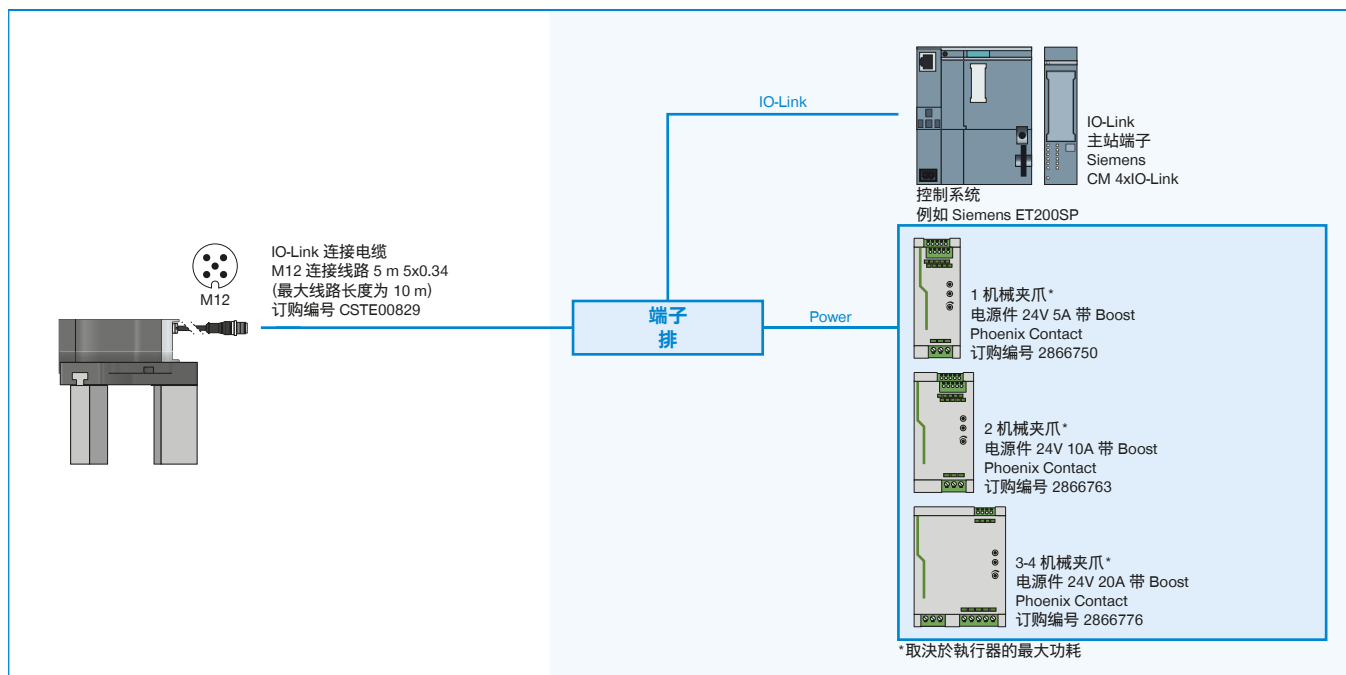 IO-Link
IO-Link
主站端子
Siemens
CM 4xIO-Link
控制系统
例如 Siemens ET200SP
M12
IO-Link 连接电缆
M12 连接线路 5 m 5x0.34
(最大线路长度为 10 m)
订购编号 CSTE00829
端子
排
Power
1 机械夹爪*
电源件 24V 5A 带 Boost
Phoenix Contact
订购编号 2866750
2 机械夹爪*
电源件 24V 10A 带 Boost
Phoenix Contact
订购编号 2866763
3-4 机械夹爪*
电源件 24V 20A 带 Boost
Phoenix Contact
订购编号 2866776
*取決於執行器的最大功耗